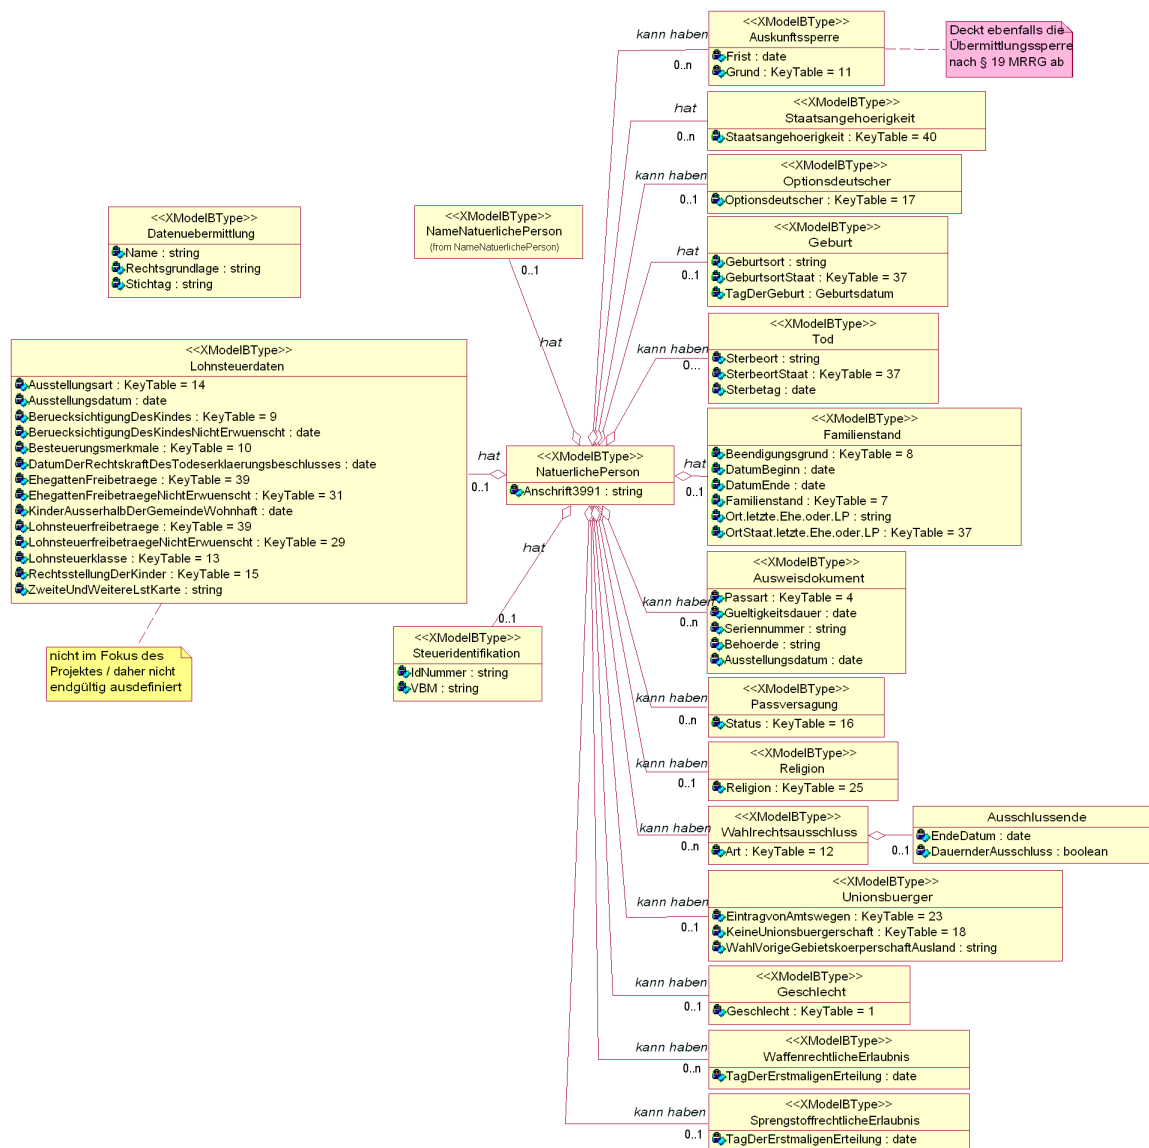 <<XModelBType>>
Auskunftssperre
Frist : date
Grund : KeyTable = 11
kann haben
0..n
Deckt ebenfalls die
Übermittlungssperre
nach § 19 MRRG ab
<<XModelBType>>
Staatsangehoerigkeit
Staatsangehoerigkeit : KeyTable = 40
hat
0..n
<<XModelBType>>
Optionsdeutscher
Optionsdeutscher : KeyTable = 17
kann haben
0..1
<<XModelBType>>
Datenuebermittlung
Name : string
Rechtsgrundlage : string
Stichtag : string
<<XModelBType>>
NameNatuerlichePerson
(from NameNatuerlichePerson)
0..1
hat
<<XModelBType>>
Geburt
Geburtsort : string
GeburtsortStaat : KeyTable = 37
TagDerGeburt : Geburtsdatum
hat
0..1
<<XModelBType>>
Tod
Sterbeort : string
SterbeortStaat : KeyTable = 37
Sterbetag : date
kann haben
0...
<<XModelBType>>
Lohnsteuerdaten
Ausstellungsart : KeyTable = 14
Ausstellungsdatum : date
BeruecksichtigungDesKindes : KeyTable = 9
BeruecksichtigungDesKindesNichtErwuenscht : date
Besteuerungsmerkmale : KeyTable = 10
DatumDerRechtskraftDesTodeserklaerungsbeschlusses : date
EhegattenFreibetraege : KeyTable = 39
EhegattenFreibetraegeNichtErwuenscht : KeyTable = 31
KinderAusserhalbDerGemeindeWohnhaft : date
Lohnsteuerfreibetraege : KeyTable = 39
LohnsteuerfreibetraegeNichtErwuenscht : KeyTable = 29
Lohnsteuerklasse : KeyTable = 13
RechtsstellungDerKinder : KeyTable = 15
ZweiteUndWeitereLstKarte : string
hat
0..1
nicht im Fokus des
Projektes / daher nicht
endgültig ausdefiniert
<<XModelBType>>
NatuerlichePerson
Anschrift3991 : string
<<XModelBType>>
Familienstand
Beendigungsgrund : KeyTable = 8
DatumBeginn : date
DatumEnde : date
Familienstand : KeyTable = 7
Ort.letzte.Ehe.oder.LP : string
OrtStaat.letzte.Ehe.oder.LP : KeyTable = 37
hat
0..1
hat
0..1
<<XModelBType>>
Steueridentifikation
IdNummer : string
VBM : string
<<XModelBType>>
Ausweisdokument
Passart : KeyTable = 4
Gueltigkeitsdauer : date
Seriennummer : string
Behoerde : string
Ausstellungsdatum : date
kann haben
0..n
<<XModelBType>>
Passversagung
Status : KeyTable = 16
kann haben
0..n
<<XModelBType>>
Religion
Religion : KeyTable = 25
kann haben
0..1
<<XModelBType>>
Wahlrechtsausschluss
Art : KeyTable = 12
kann haben
0..n
Ausschlussende
EndeDatum : date
DauernderAusschluss : boolean
0..1
<<XModelBType>>
Unionsbuerger
EintragvonAmtswegen : KeyTable = 23
KeineUnionsbuergerschaft : KeyTable = 18
WahlVorigeGebietskoerperschaftAusland : string
kann haben
0..1
<<XModelBType>>
Geschlecht
Geschlecht : KeyTable = 1
kann haben
0..1
<<XModelBType>>
WaffenrechtlicheErlaubnis
TagDerErstmaligenErteilung : date
kann haben
0..n
<<XModelBType>>
SprengstoffrechtlicheErlaubnis
TagDerErstmaligenErteilung : date
kann haben
0..1